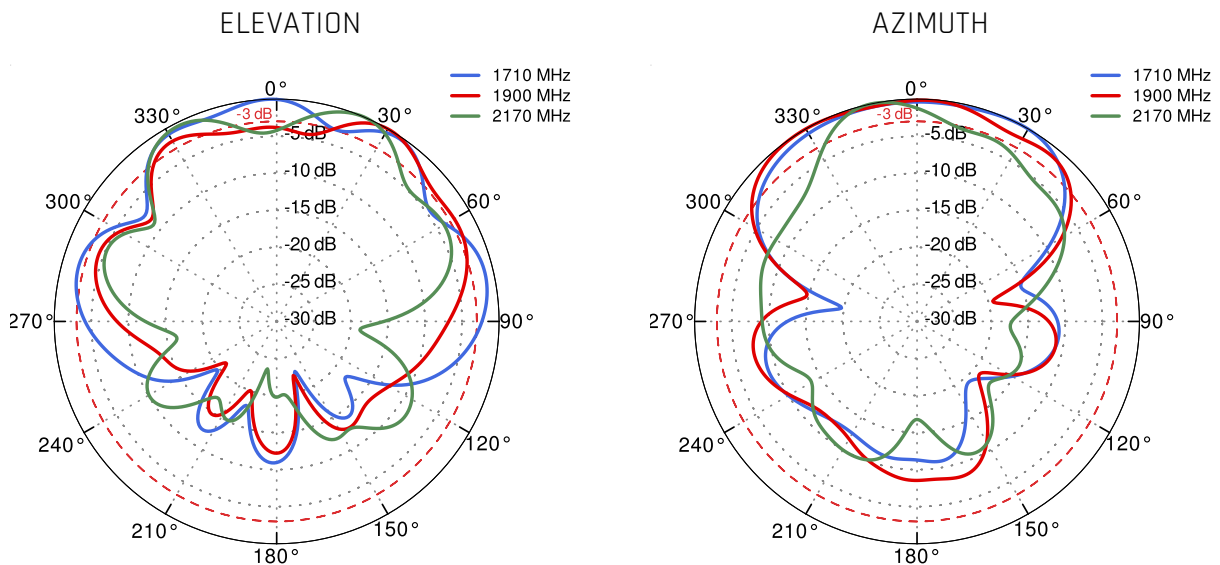 ELEVATION
1710 MHz
1900 MHz
2170 MHz
0°
330°
-3 dB
30°
-5 dB
-10 dB
300°
60°
-15 dB
-20 dB
-25 dB
270°
-30 dB
90°
240°
120°
210°
150°
180°
AZIMUTH
1710 MHz
1900 MHz
2170 MHz
0°
330°
-3 dB
30°
-5 dB
-10 dB
300°
60°
-15 dB
-20 dB
-25 dB
270°
-30 dB
90°
240°
120°
210°
150°
180°